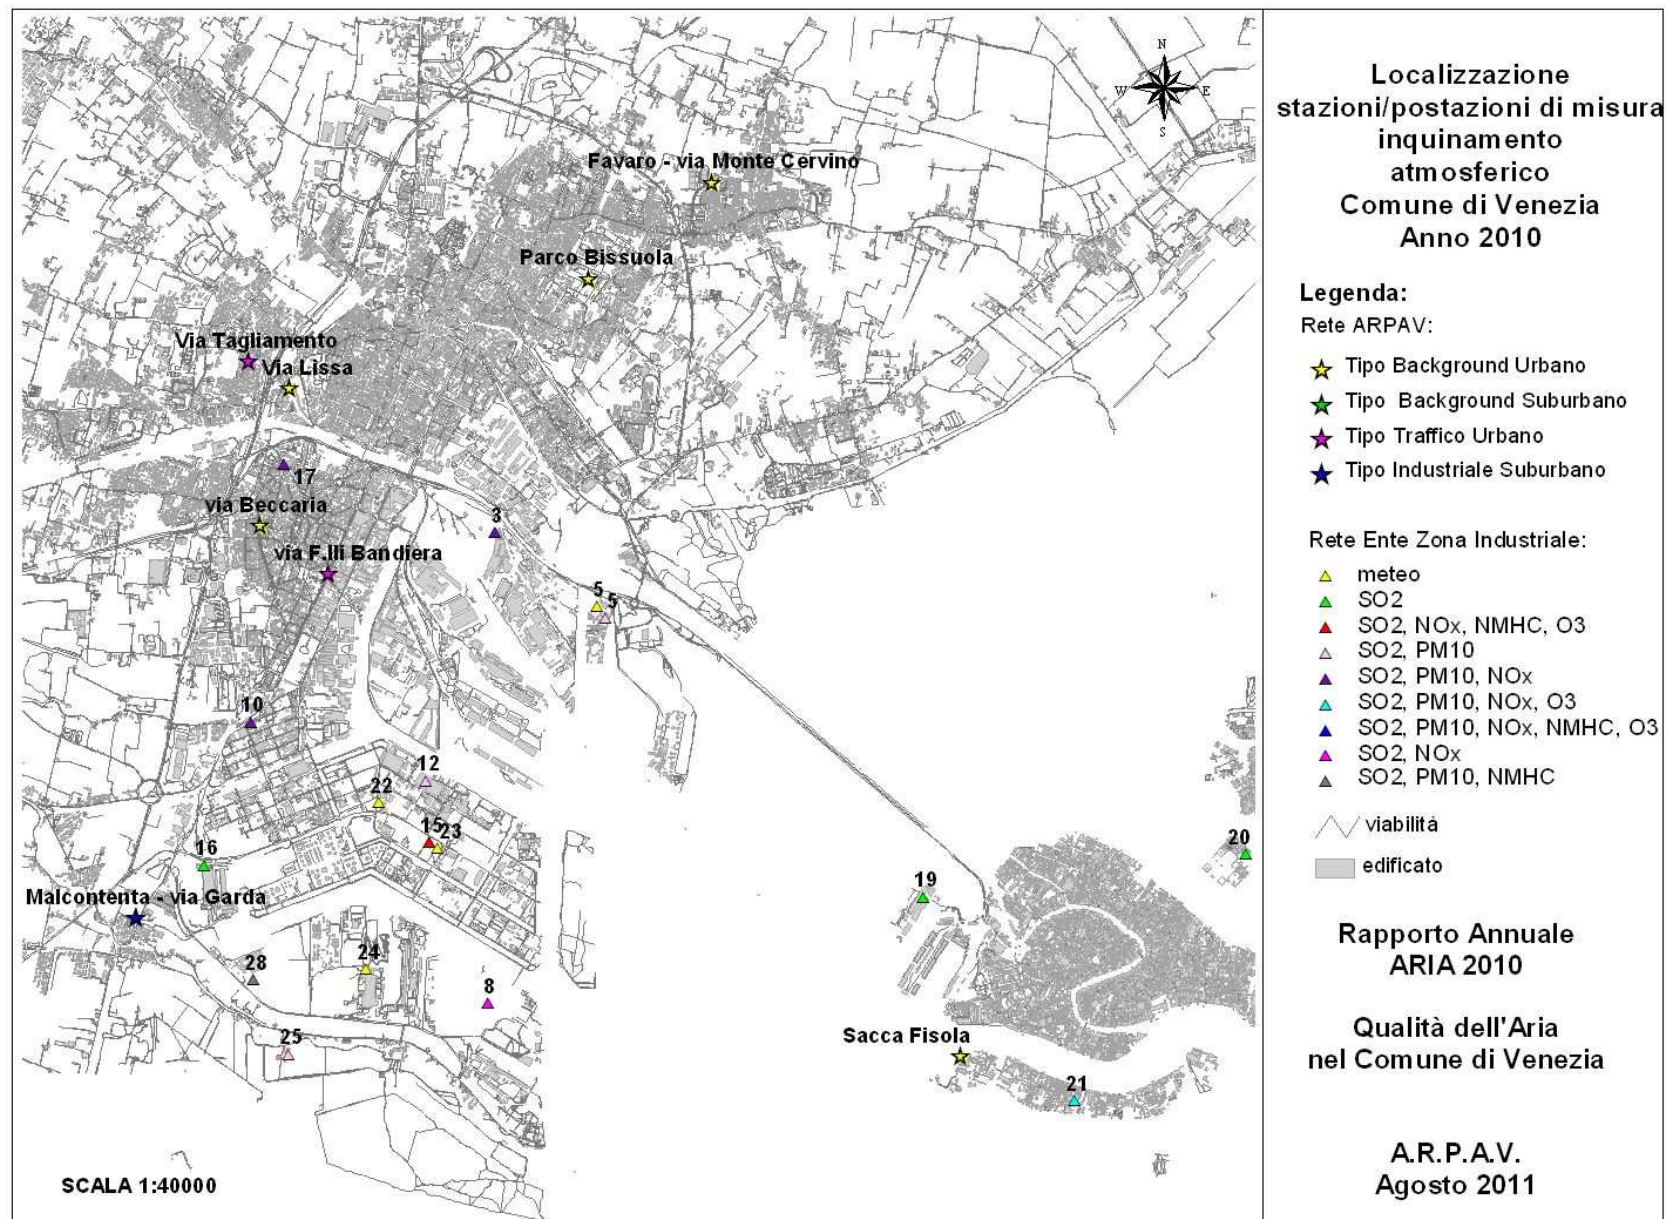 N
W
E
S
Favaro - via Monte Cervino
Parco Bissuola
Via Tagliamento
Via Lissa
17
via Beccaria
3
via F.lli Bandiera
5
5
10
12
22
15
23
16
20
19
Malcontenta - via Garda
24
28
8
25
Sacca Fisola
21
SCALA 1:40000
Localizzazione
stazioni/postazioni di misura
inquinamento
atmosferico
Comune di Venezia
Anno 2010
Legenda:
Rete ARPAV:
Tipo Background Urbano
Tipo Background Suburbano
Tipo Traffico Urbano
Tipo Industriale Suburbano
Rete Ente Zona Industriale:
meteo
SO2
SO2, NOx, NMHC, O3
SO2, PM10
SO2, PM10, NOx
SO2, PM10, NOx, O3
SO2, PM10, NOx, NMHC, O3
SO2, NOx
SO2, PM10, NMHC
viabilità
edificato
Rapporto Annuale
ARIA 2010
Qualità dell'Aria
nel Comune di Venezia
A.R.P.A.V.
Agosto 2011